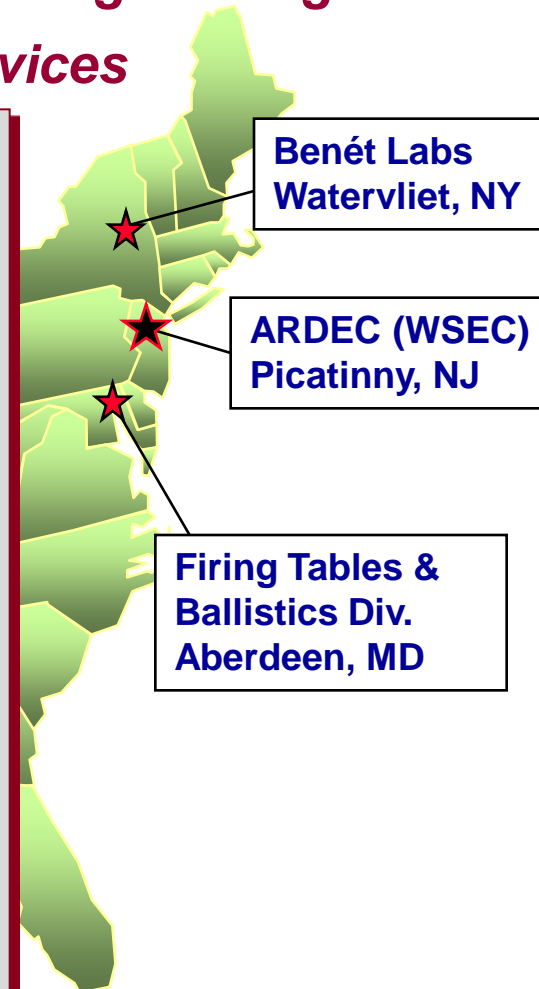 vices
Benét Labs
Watervliet, NY
ARDEC (WSEC)
Picatinny, NJ
Firing Tables &
Ballistics Div.
Aberdeen, MD